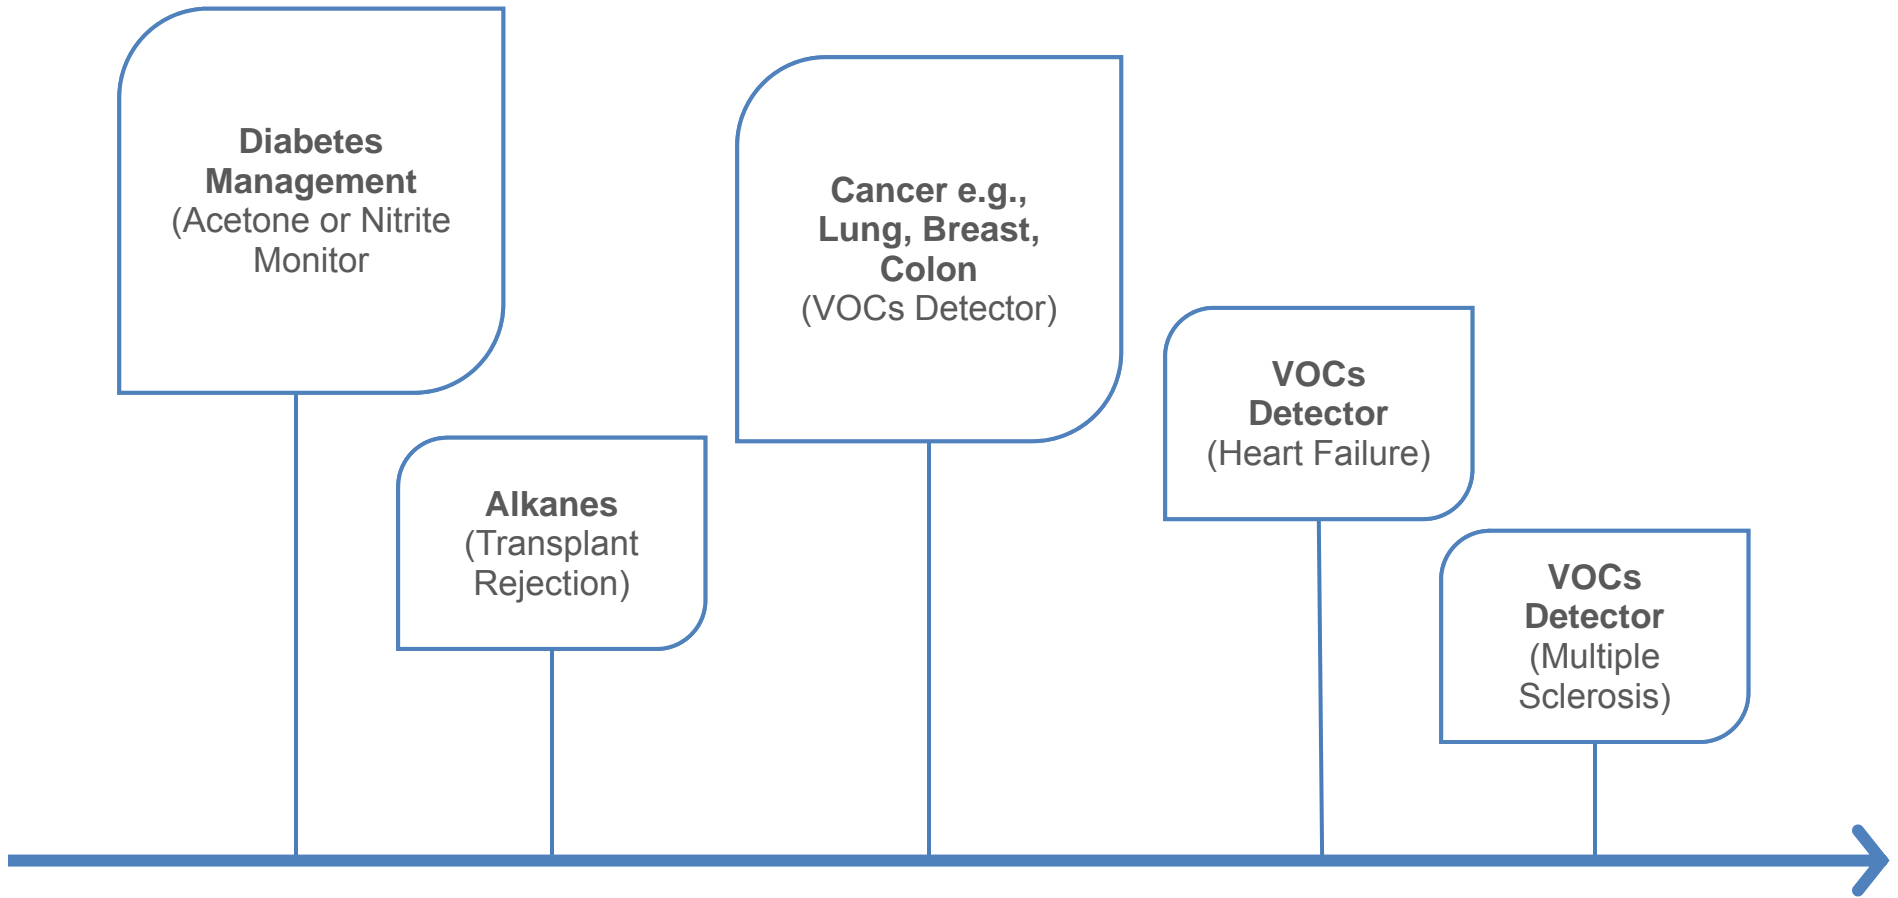 Diabetes
Management
(Acetone or Nitrite
Monitor
Alkanes
(Transplant
Rejection)
Cancer e.g.,
Lung, Breast,
Colon
(VOCs Detector)
VOCs
Detector
(Heart Failure)
VOCs
Detector
(Multiple
Sclerosis)